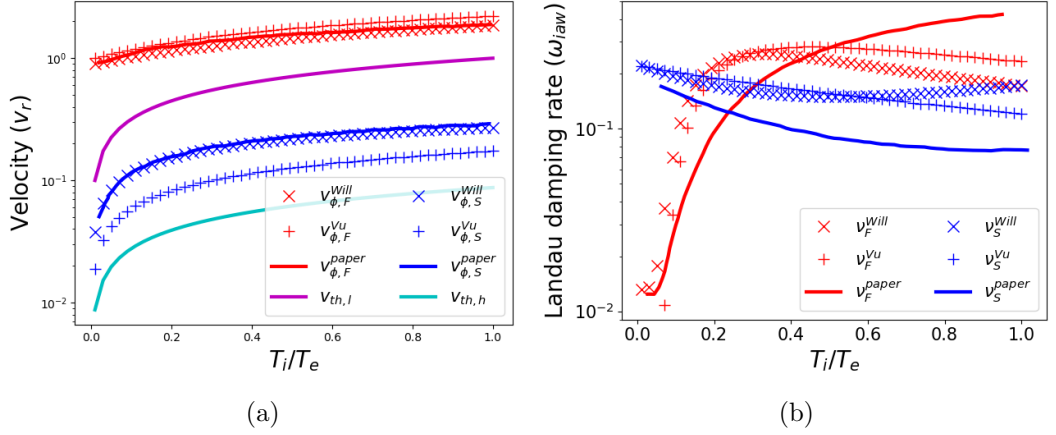 Velocity (v_r)
10^0
10^{-1}
10^{-2}
0.0 0.2 0.4 0.6 0.8 1.0
T_i/T_e
v_{ϕ,F}^{Will} v_{ϕ,S}^{Will}
v_{ϕ,F}^{Vu} v_{ϕ,S}^{Vu}
v_{ϕ,F}^{paper} v_{ϕ,S}^{paper}
v_{th,l} v_{th,h}
(a)
Landau damping rate (ω_{iaw})
10^{-1}
10^{-2}
0.0 0.2 0.4 0.6 0.8 1.0
T_i/T_e
ν_F^{Will} ν_S^{Will}
ν_F^{Vu} ν_S^{Vu}
ν_F^{paper} ν_S^{paper}
(b)